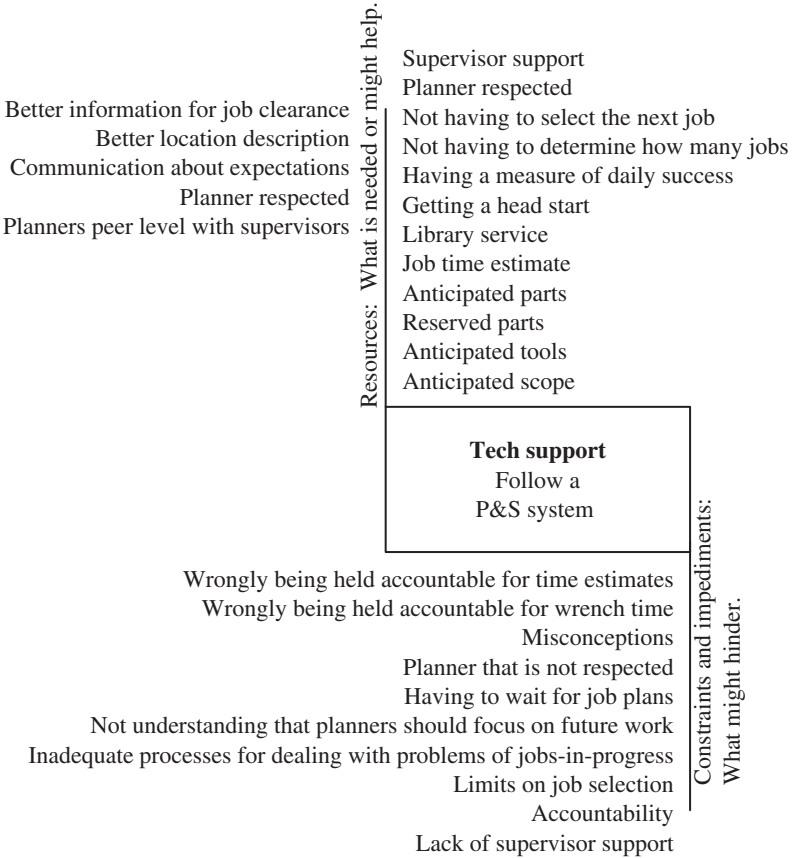 Resources: What is needed or might help.
Better information for job clearance
Better location description
Communication about expectations
Planner respected
Planners peer level with supervisors
Supervisor support
Planner respected
Not having to select the next job
Not having to determine how many jobs
Having a measure of daily success
Getting a head start
Library service
Job time estimate
Anticipated parts
Reserved parts
Anticipated tools
Anticipated scope
Tech support
Follow a
P&S system
Wrongly being held accountable for time estimates
Wrongly being held accountable for wrench time
Misconceptions
Planner that is not respected
Having to wait for job plans
Not understanding that planners should focus on future work
Inadequate processes for dealing with problems of jobs-in-progress
Limits on job selection
Accountability
Lack of supervisor support
Constraints and impediments:
What might hinder.